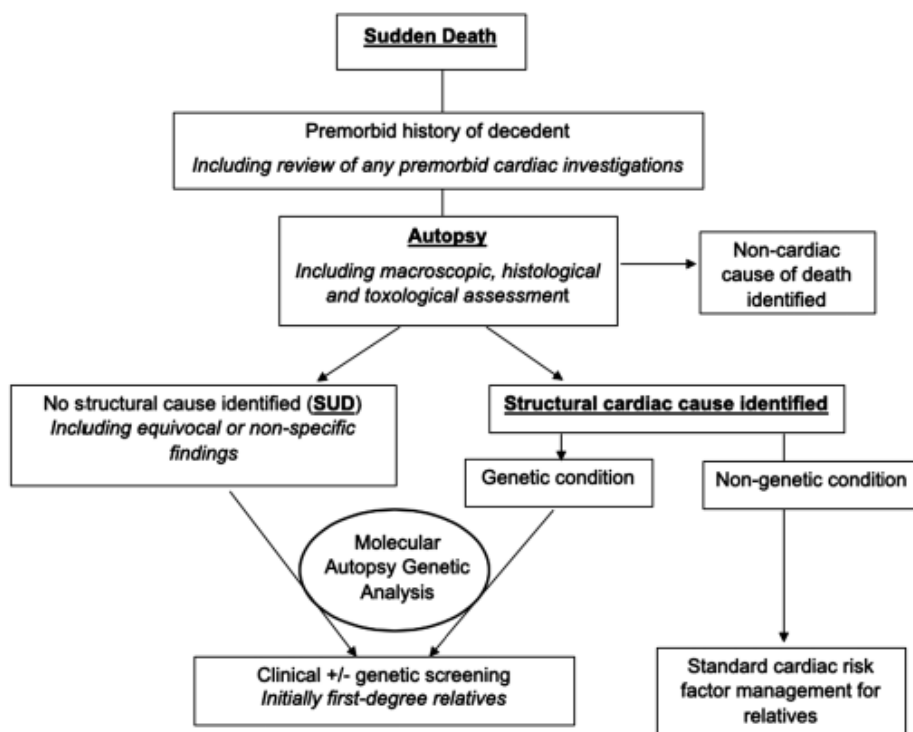 Sudden Death
Premorbid history of decedent
Including review of any premorbid cardiac investigations
Autopsy
Including macroscopic, histological
and toxological assessment
Non-cardiac
cause of death
identified
No structural cause identified (SUD)
Including equivocal or non-specific
findings
Structural cardiac cause identified
Genetic condition
Non-genetic condition
Molecular
Autopsy Genetic
Analysis
Clinical +/- genetic screening
Initially first-degree relatives
Standard cardiac risk
factor management for
relatives